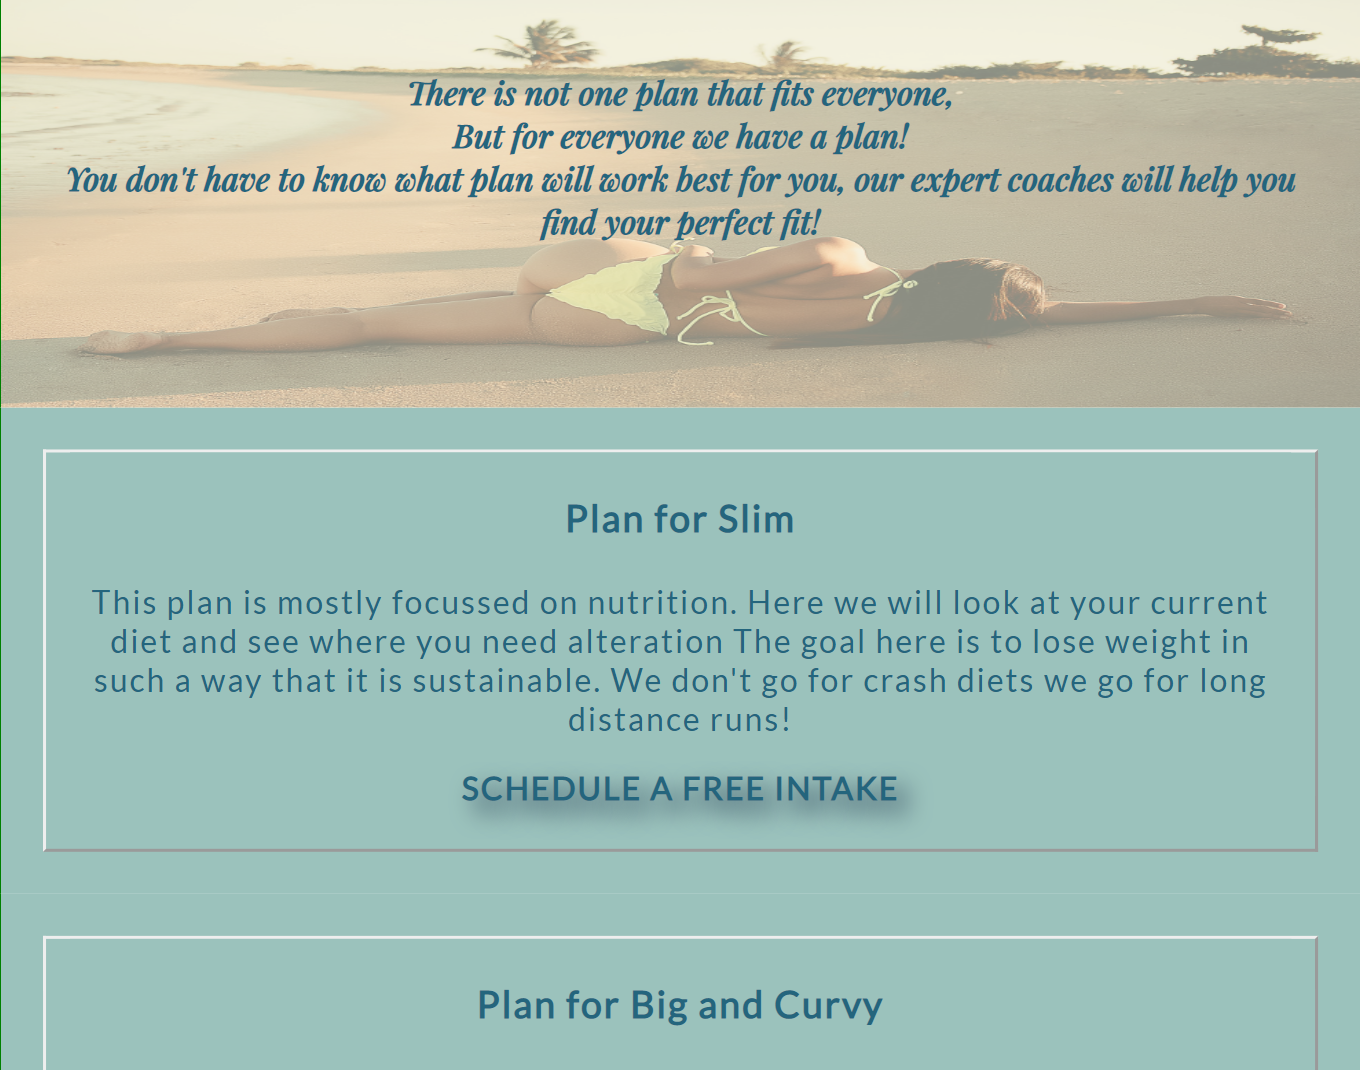 There is not one plan that fits everyone,
But for everyone we have a plan!
You don't have to know what plan will work best for you, our expert coaches will help you
find your perfect fit!
Plan for Slim
This plan is mostly focussed on nutrition. Here we will look at your current
diet and see where you need alteration The goal here is to lose weight in
such a way that it is sustainable. We don't go for crash diets we go for long
distance runs!
SCHEDULE A FREE INTAKE
Plan for Big and Curvy